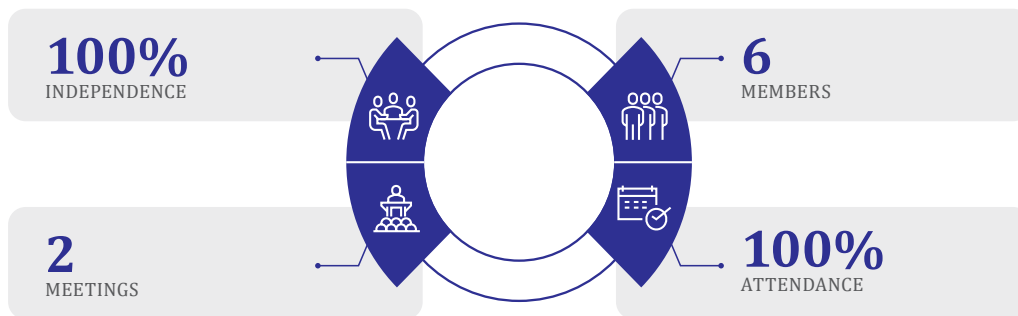 100%
INDEPENDENCE
6
MEMBERS
2
MEETINGS
100%
ATTENDANCE